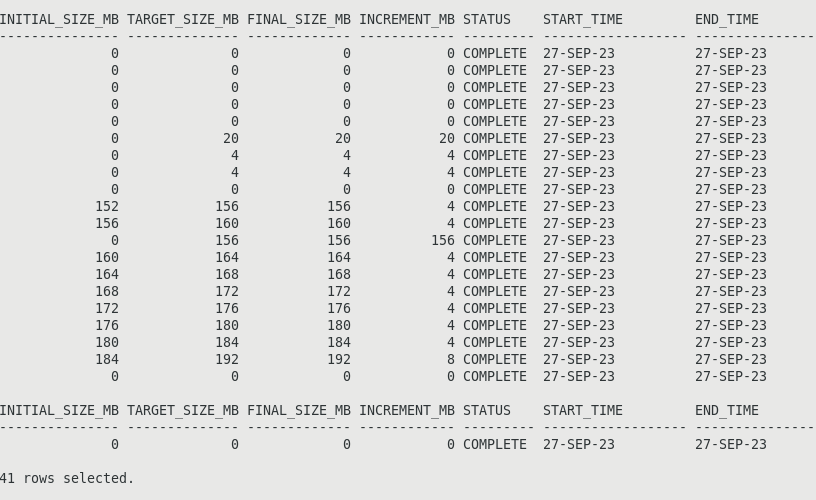 INITIAL_SIZE_MB TARGET_SIZE_MB FINAL_SIZE_MB INCREMENT_MB STATUS    START_TIME         END_TIME
--------------- -------------- ------------- ------------ --------- ------------------ ---------------
              0              0             0            0 COMPLETE  27-SEP-23          27-SEP-23
              0              0             0            0 COMPLETE  27-SEP-23          27-SEP-23
              0              0             0            0 COMPLETE  27-SEP-23          27-SEP-23
              0              0             0            0 COMPLETE  27-SEP-23          27-SEP-23
              0              0             0            0 COMPLETE  27-SEP-23          27-SEP-23
              0             20            20           20 COMPLETE  27-SEP-23          27-SEP-23
              0              4             4            4 COMPLETE  27-SEP-23          27-SEP-23
              0              4             4            4 COMPLETE  27-SEP-23          27-SEP-23
              0              0             0            0 COMPLETE  27-SEP-23          27-SEP-23
            152            156           156            4 COMPLETE  27-SEP-23          27-SEP-23
            156            160           160            4 COMPLETE  27-SEP-23          27-SEP-23
              0            156           156          156 COMPLETE  27-SEP-23          27-SEP-23
            160            164           164            4 COMPLETE  27-SEP-23          27-SEP-23
            164            168           168            4 COMPLETE  27-SEP-23          27-SEP-23
            168            172           172            4 COMPLETE  27-SEP-23          27-SEP-23
            172            176           176            4 COMPLETE  27-SEP-23          27-SEP-23
            176            180           180            4 COMPLETE  27-SEP-23          27-SEP-23
            180            184           184            4 COMPLETE  27-SEP-23          27-SEP-23
            184            192           192            8 COMPLETE  27-SEP-23          27-SEP-23
              0              0             0            0 COMPLETE  27-SEP-23          27-SEP-23

INITIAL_SIZE_MB TARGET_SIZE_MB FINAL_SIZE_MB INCREMENT_MB STATUS    START_TIME         END_TIME
--------------- -------------- ------------- ------------ --------- ------------------ ---------------
              0              0             0            0 COMPLETE  27-SEP-23          27-SEP-23

41 rows selected.